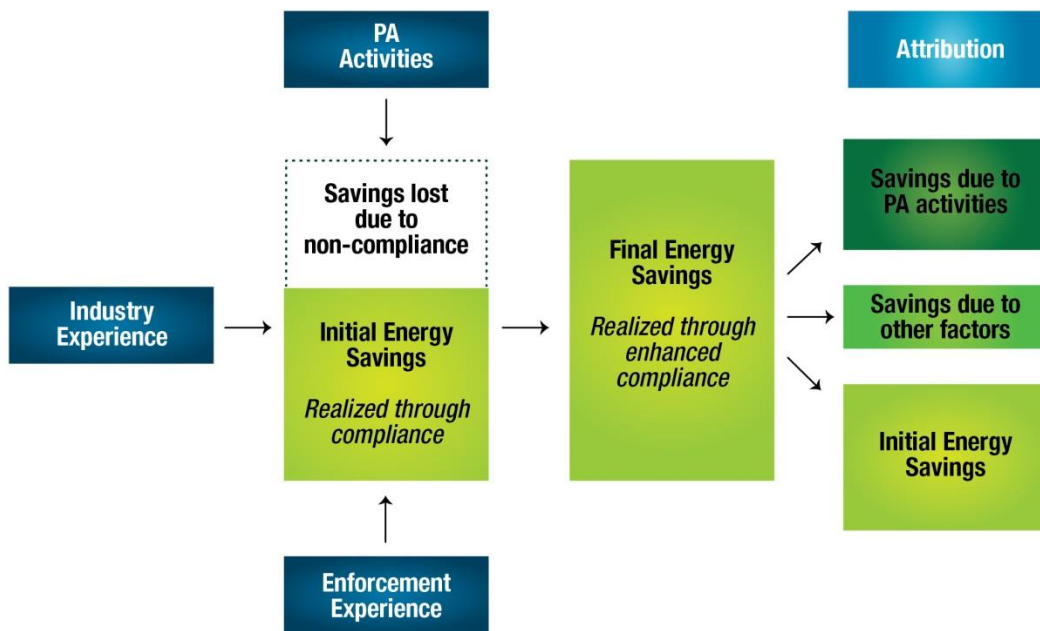 PA
Activities
Attribution
Savings lost
due to
non-compliance
Savings due to
PA activities
Industry
Experience
Initial Energy
Savings
Realized through
compliance
Final Energy
Savings
Realized through
enhanced
compliance
Savings due to
other factors
Initial Energy
Savings
Enforcement
Experience